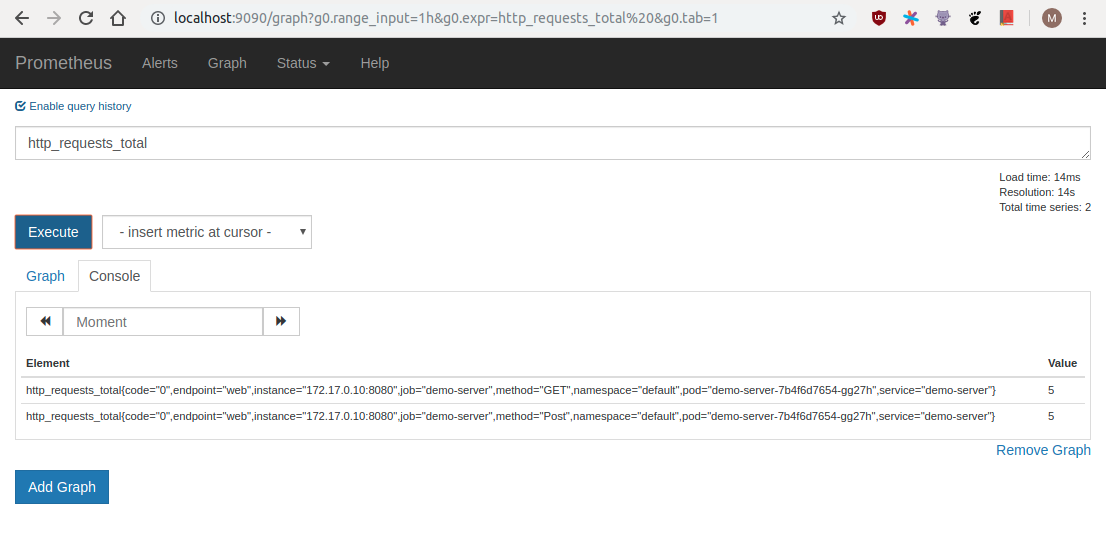 localhost:9090/graph?g0.range_input=1h&g0.expr=http_requests_total%20&g0.tab=1
M
Prometheus Alerts Graph Status Help
Enable query history
http_requests_total
Load time: 14ms
Resolution: 14s
Total time series: 2
Execute - insert metric at cursor -
Graph Console
Moment
Element Value
http_requests_total{code="0",endpoint="web",instance="172.17.0.10:8080",job="demo-server",method="GET",namespace="default",pod="demo-server-7b4f6d7654-gg27h",service="demo-server"} 5
http_requests_total{code="0",endpoint="web",instance="172.17.0.10:8080",job="demo-server",method="Post",namespace="default",pod="demo-server-7b4f6d7654-gg27h",service="demo-server"} 5
Remove Graph
Add Graph